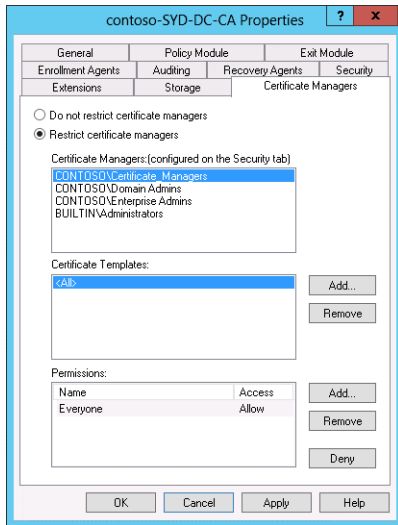 contoso-SYD-DC-CA Properties ? x
General Policy Module Exit Module
Enrollment Agents Auditing Recovery Agents Security
Extensions Storage Certificate Managers
Do not restrict certificate managers
Restrict certificate managers
Certificate Managers:(configured on the Security tab)
CONTOSO\Certificate_Managers
CONTOSO\Domain Admins
CONTOSO\Enterprise Admins
BUILTIN\Administrators
Certificate Templates:
<All>
Add...
Remove
Permissions:
Name Access
Everyone Allow
Add...
Remove
Deny
OK Cancel Apply Help